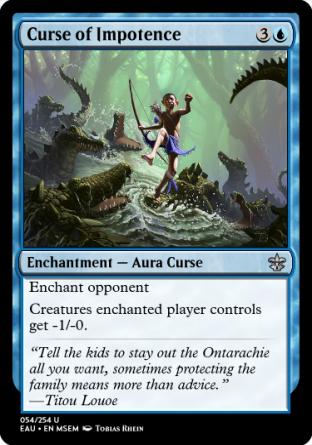 Curse of Impotence 3
Enchantment — Aura Curse
Enchant opponent
Creatures enchanted player controls
get -1/-0.
“Tell the kids to stay out the Ontarachie
all you want, sometimes protecting the
family means more than advice.”
—Titou Louoe
054/254 U
EAU • EN MSEM Tobias Rhein